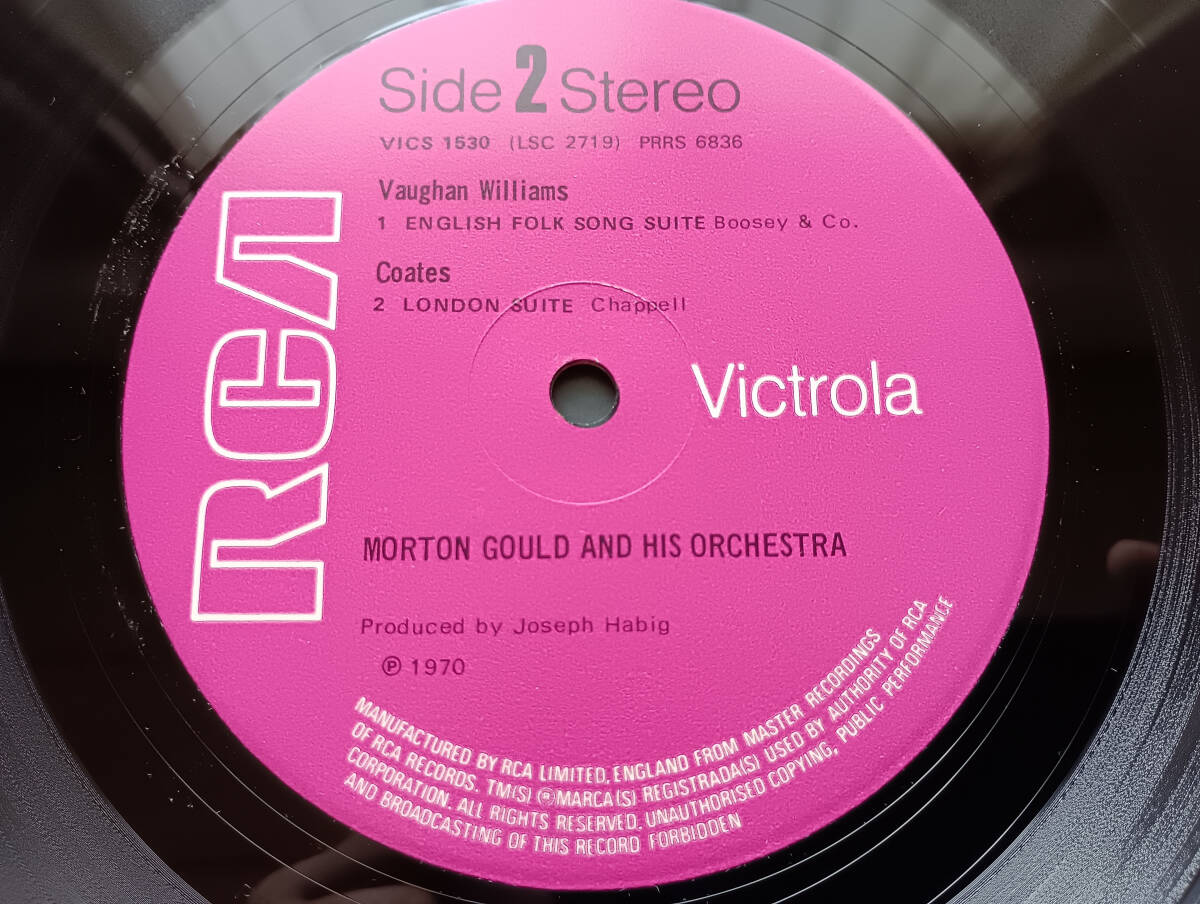 Side 2 Stereo
VICS 1530 (LSC 2719) PRRS 6836
Vaughan Williams
1 ENGLISH FOLK SONG SUITE Boosey & Co.
Coates
2 LONDON SUITE Chappell
RCA
Victrola
MORTON GOULD AND HIS ORCHESTRA
Produced by Joseph Habig
℗ 1970
MANUFACTURED BY RCA LIMITED, ENGLAND FROM MASTER RECORDINGS
OF RCA RECORDS. TM(S) ® MARCA(S) REGISTRADA(S) USED BY AUTHORITY OF RCA
CORPORATION. ALL RIGHTS RESERVED. UNAUTHORISED COPYING, PUBLIC PERFORMANCE
AND BROADCASTING OF THIS RECORD FORBIDDEN